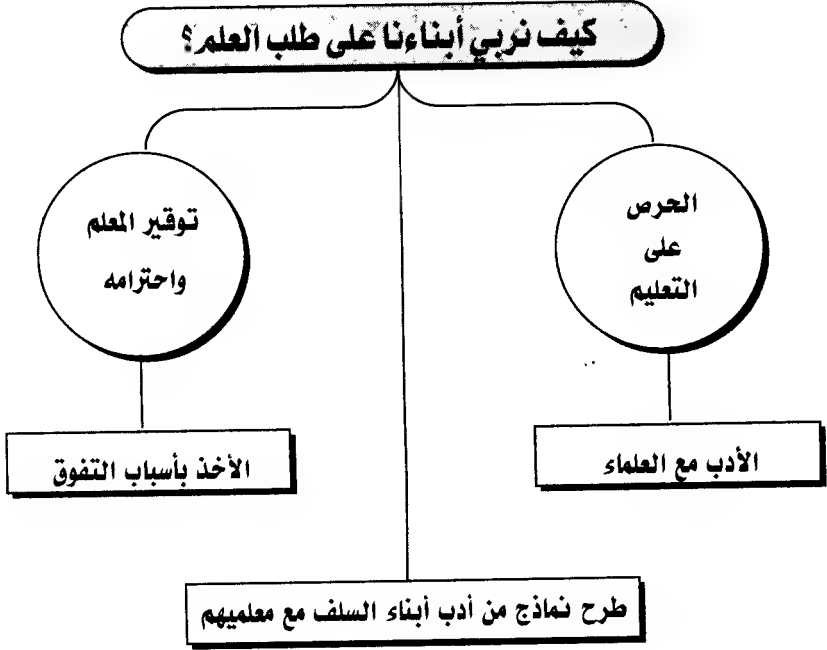 كيف نربي أبناءنا على طلب العلم؟
الحرص
على
التعليم
توقير المعلم
واحترامه
الأدب مع العلماء
الأخذ بأسباب التفوق
طرح نماذج من أدب أبناء السلف مع معلميهم